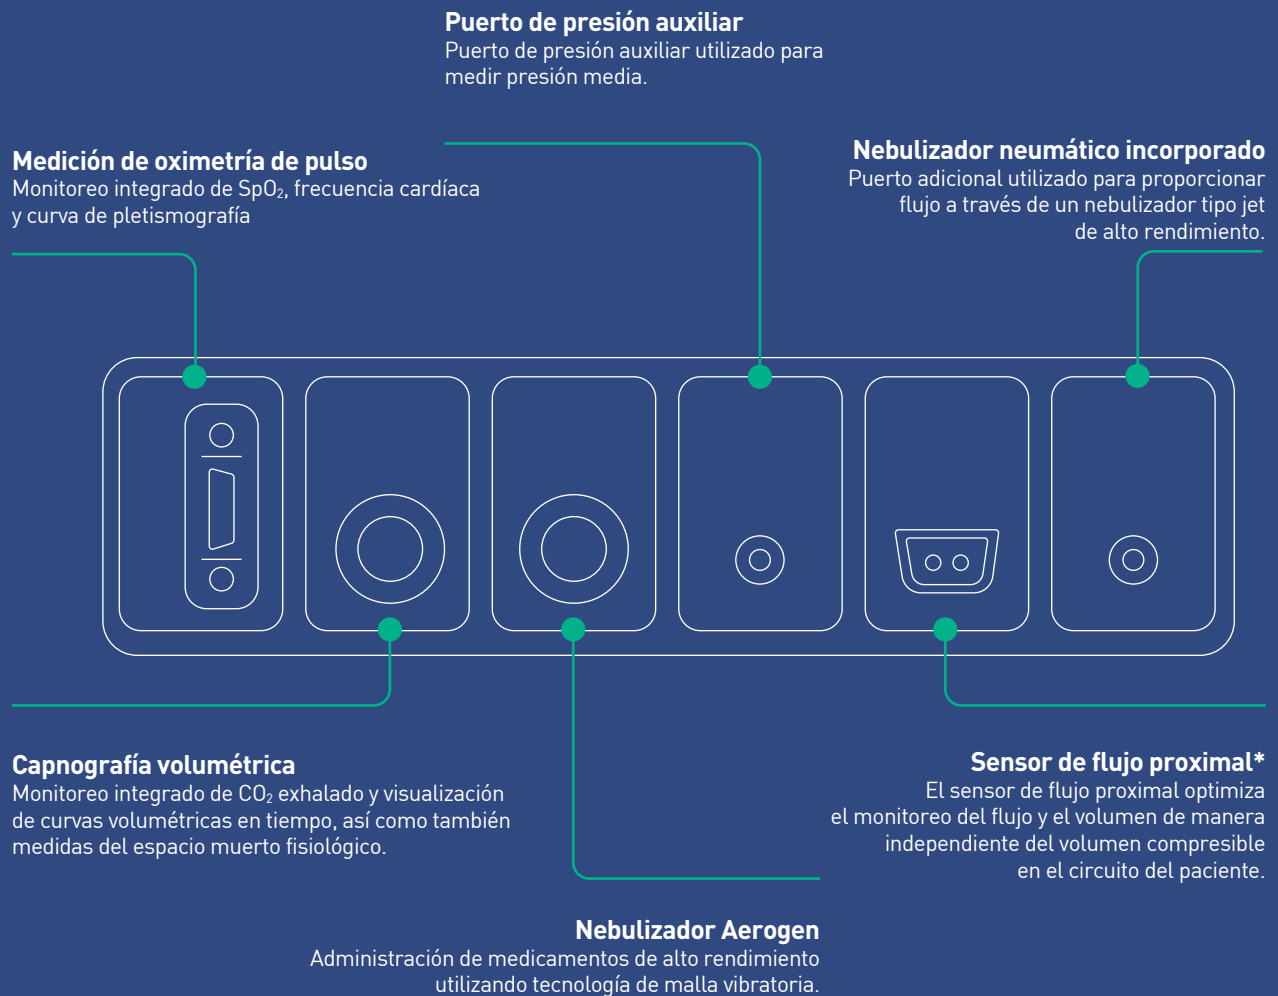 Puerto de presión auxiliar
Puerto de presión auxiliar utilizado para
medir presión media.
Medición de oximetría de pulso
Monitoreo integrado de SpO₂, frecuencia cardíaca
y curva de pletismografía
Nebulizador neumático incorporado
Puerto adicional utilizado para proporcionar
flujo a través de un nebulizador tipo jet
de alto rendimiento.
Capnografía volumétrica
Monitoreo integrado de CO₂ exhalado y visualización
de curvas volumétricas en tiempo, así como también
medidas del espacio muerto fisiológico.
Sensor de flujo proximal*
El sensor de flujo proximal optimiza
el monitoreo del flujo y el volumen de manera
independiente del volumen compresible
en el circuito del paciente.
Nebulizador Aerogen
Administración de medicamentos de alto rendimiento
utilizando tecnología de malla vibratoria.